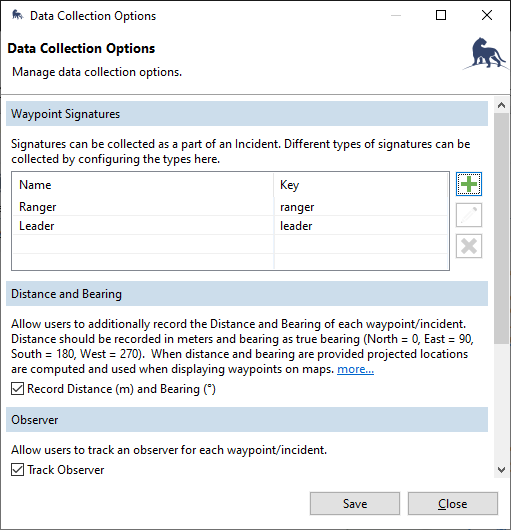 Data Collection Options
Data Collection Options
Manage data collection options.
Waypoint Signatures
Signatures can be collected as a part of an Incident. Different types of signatures can be
collected by configuring the types here.
Name Key
Ranger ranger
Leader leader
Distance and Bearing
Allow users to additionally record the Distance and Bearing of each waypoint/incident.
Distance should be recorded in meters and bearing as true bearing (North = 0, East = 90,
South = 180, West = 270).  When distance and bearing are provided projected locations
are computed and used when displaying waypoints on maps. more...
Record Distance (m) and Bearing (°)
Observer
Allow users to track an observer for each waypoint/incident.
Track Observer
Save Close